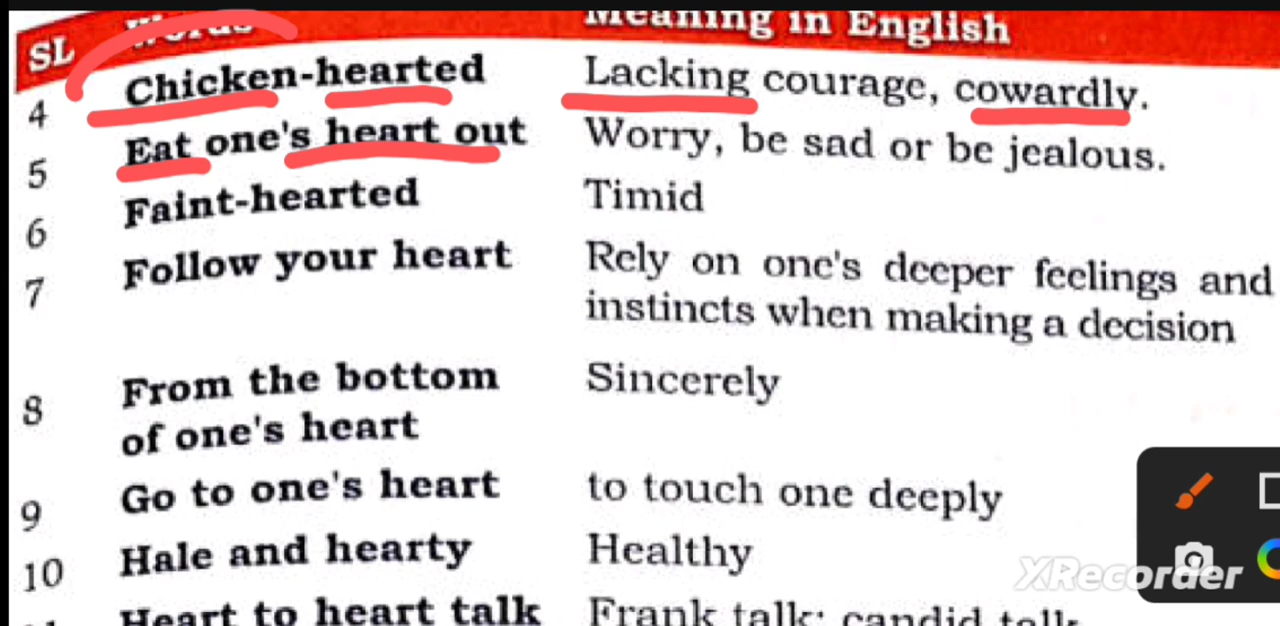 SL Words Meaning in English
4 Chicken-hearted Lacking courage, cowardly.
5 Eat one's heart out Worry, be sad or be jealous.
6 Faint-hearted Timid
7 Follow your heart Rely on one's deeper feelings and
instincts when making a decision
8 From the bottom Sincerely
of one's heart
9 Go to one's heart to touch one deeply
10 Hale and hearty Healthy
Heart to heart talk Frank talk; candid talk
XRecorder